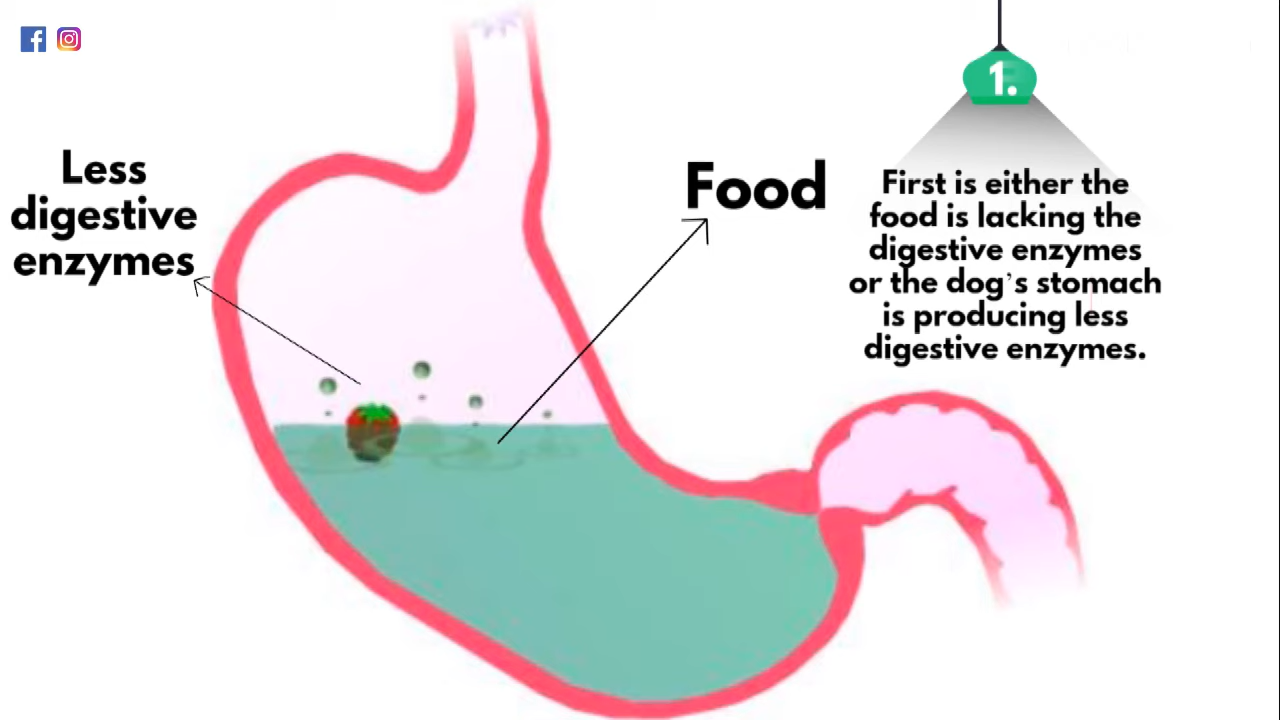 Less
digestive
enzymes
Food
1.
First is either the
food is lacking the
digestive enzymes
or the dog's stomach
is producing less
digestive enzymes.